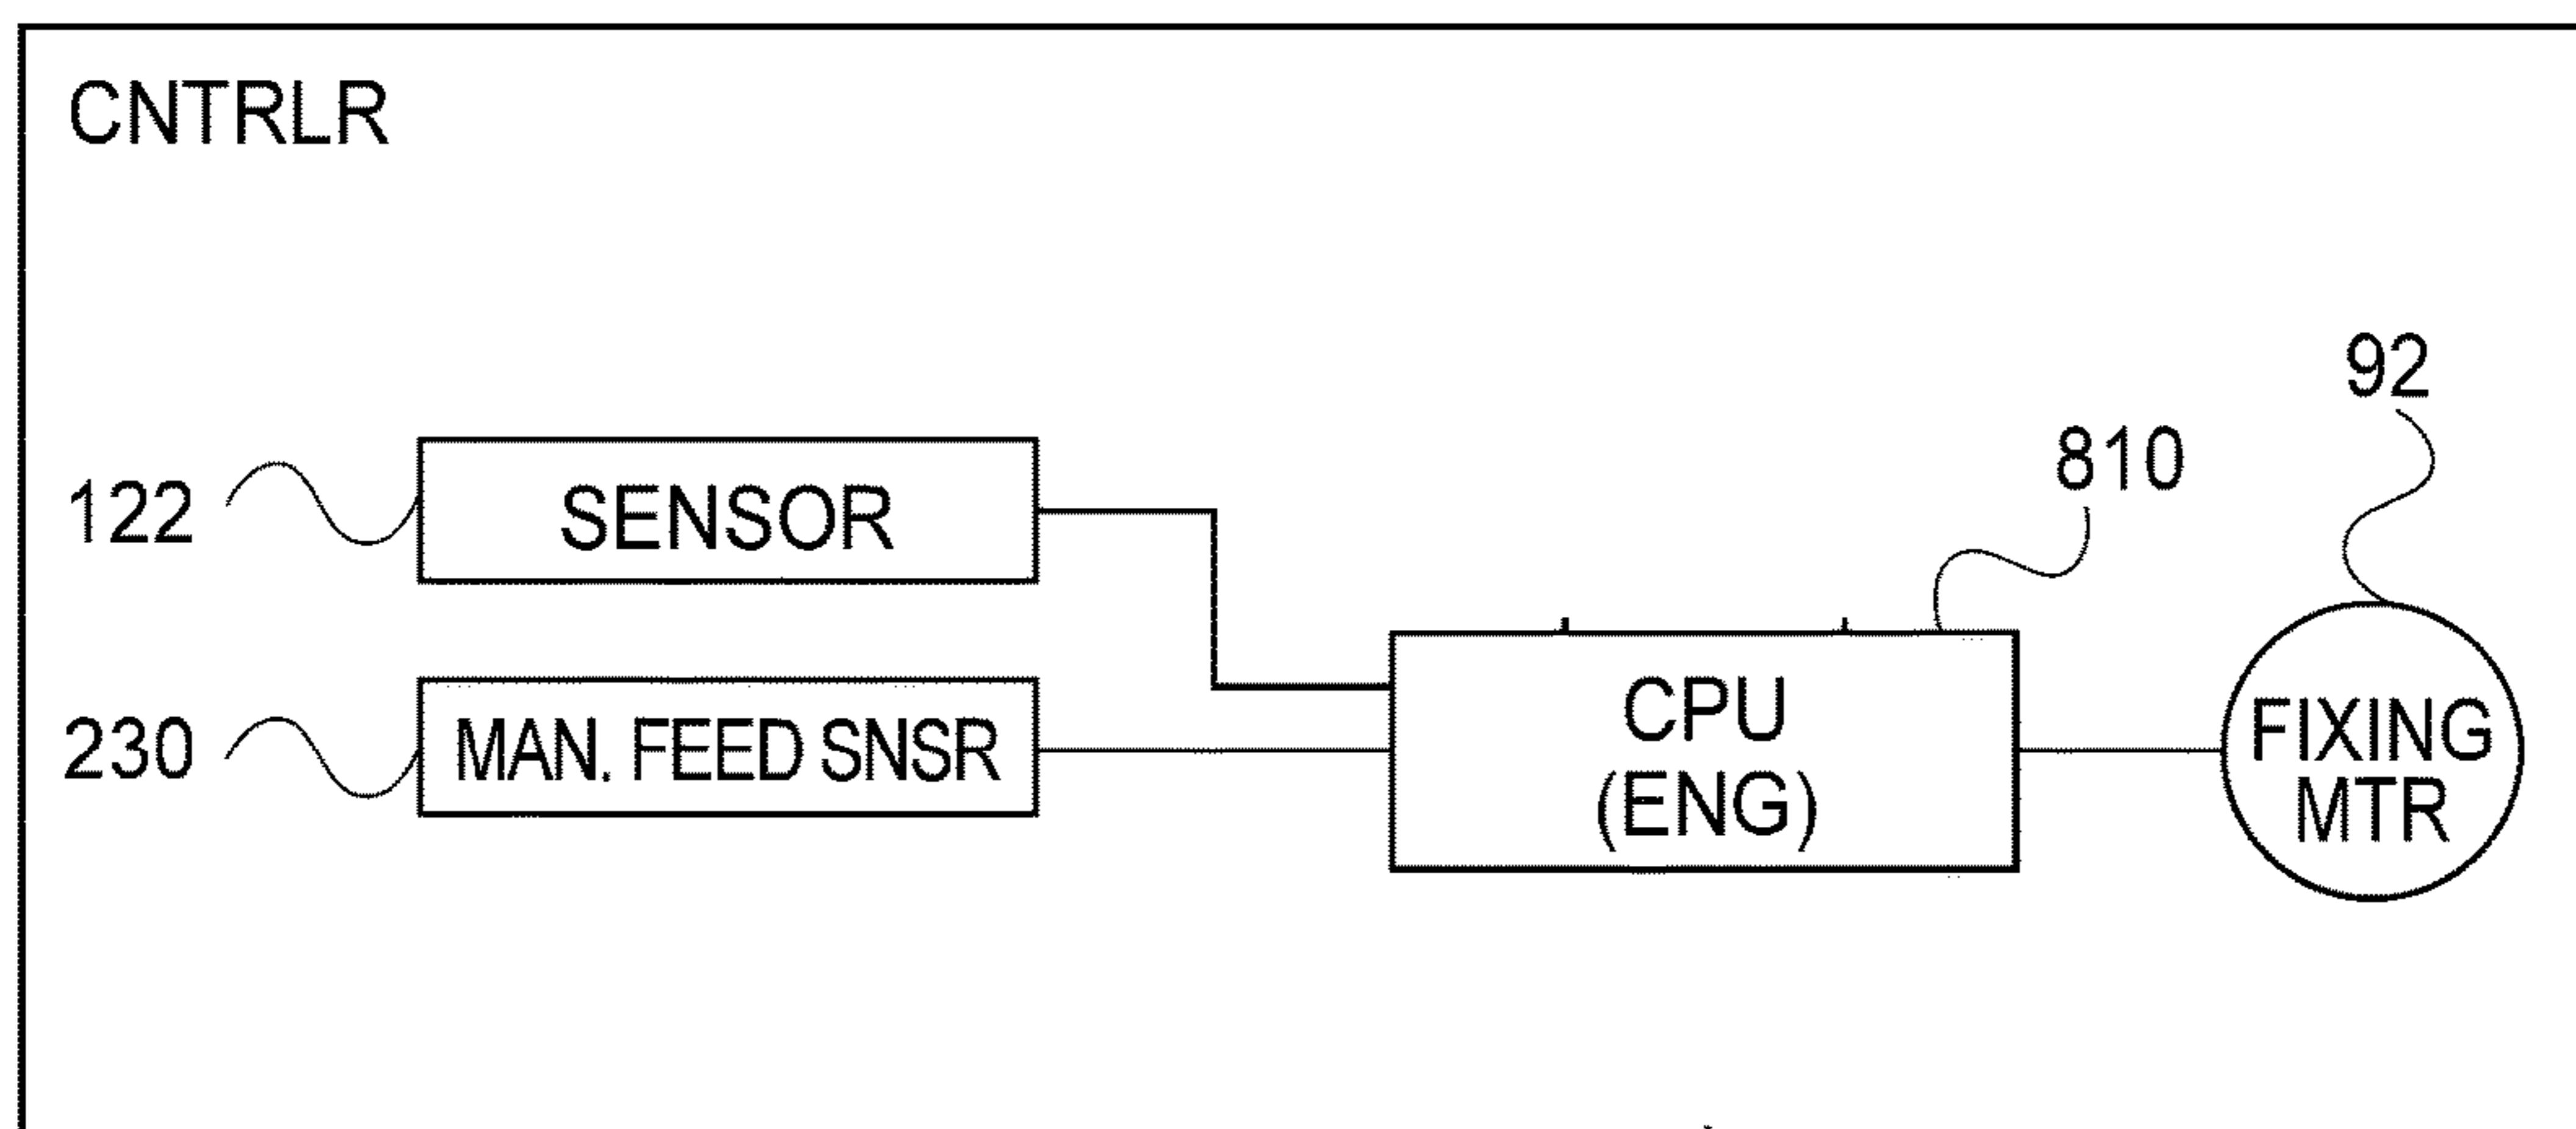 CNTRLR
92
810
122
SENSOR
230
MAN. FEED SNSR
CPU
(ENG)
FIXING
MTR